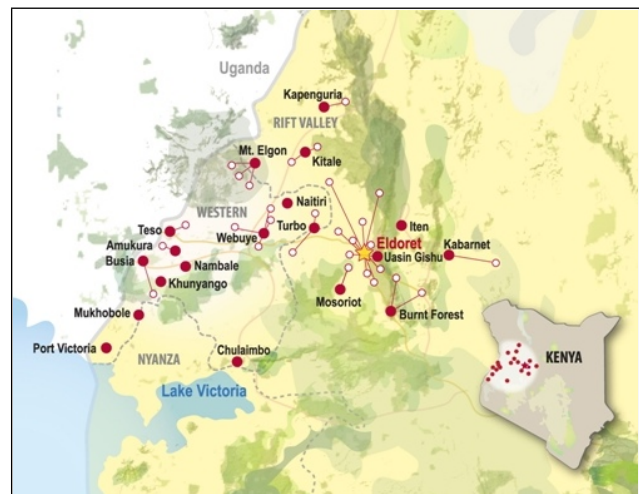 Uganda
Kapenguria
RIFT VALLEY
Mt. Elgon
Kitale
Naitiri
WESTERN
Teso
Turbo
Iten
Webuye
Eldoret
Kabarnet
Amukura
Busia
Uasin Gishu
Nambale
Khunyango
Mosoriot
Mukhobole
Burnt Forest
Port Victoria
NYANZA
Chulaimbo
KENYA
Lake Victoria